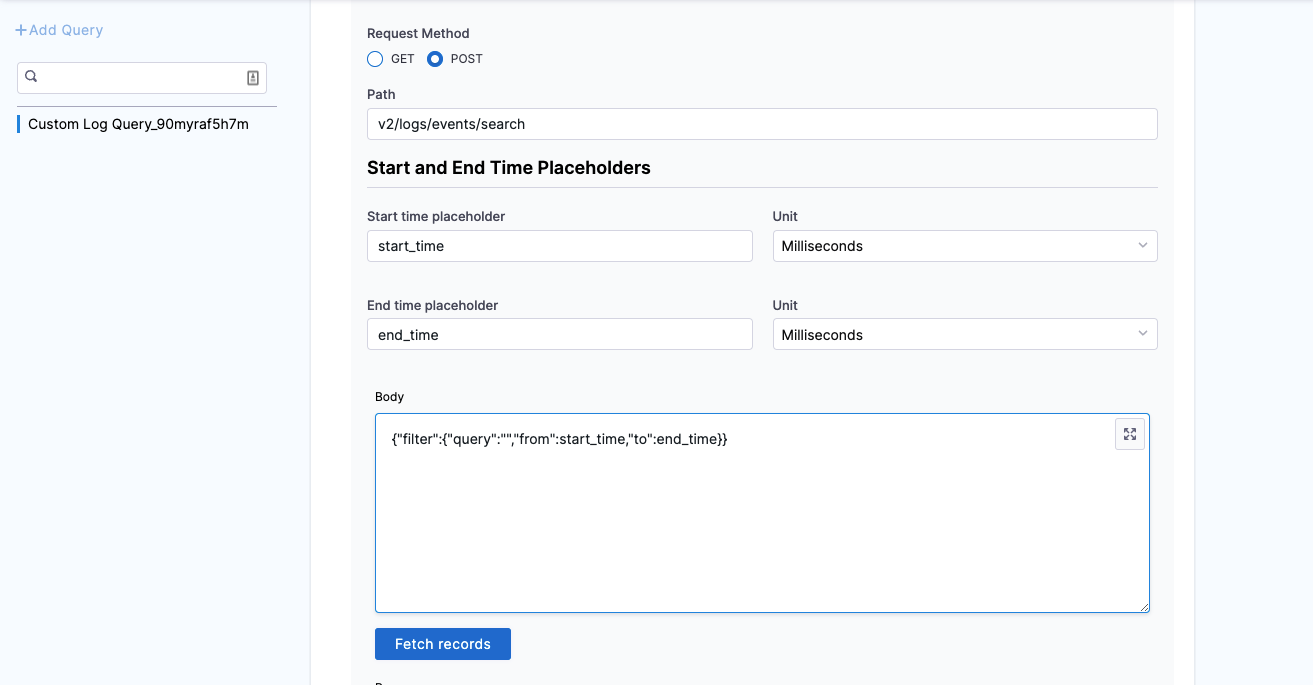 +Add Query
Custom Log Query_90myraf5h7m
Request Method
GET POST
Path
v2/logs/events/search
Start and End Time Placeholders
Start time placeholder Unit
start_time Milliseconds
End time placeholder Unit
end_time Milliseconds
Body
{"filter":{"query":"","from":start_time,"to":end_time}}
Fetch records